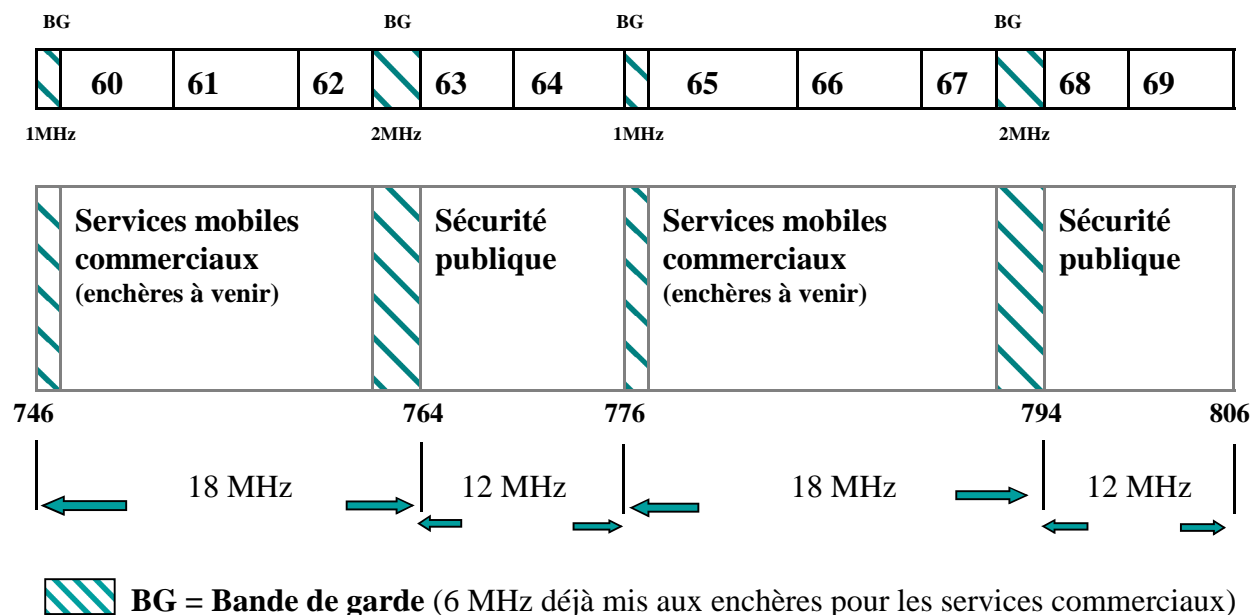 BG BG BG BG
60 61 62 63 64 65 66 67 68 69
1MHz 2MHz 1MHz 2MHz
Services mobiles
commerciaux
(enchères à venir)
Sécurité
publique
Services mobiles
commerciaux
(enchères à venir)
Sécurité
publique
746 764 776 794 806
18 MHz 12 MHz 18 MHz 12 MHz
BG = Bande de garde (6 MHz déjà mis aux enchères pour les services commerciaux)